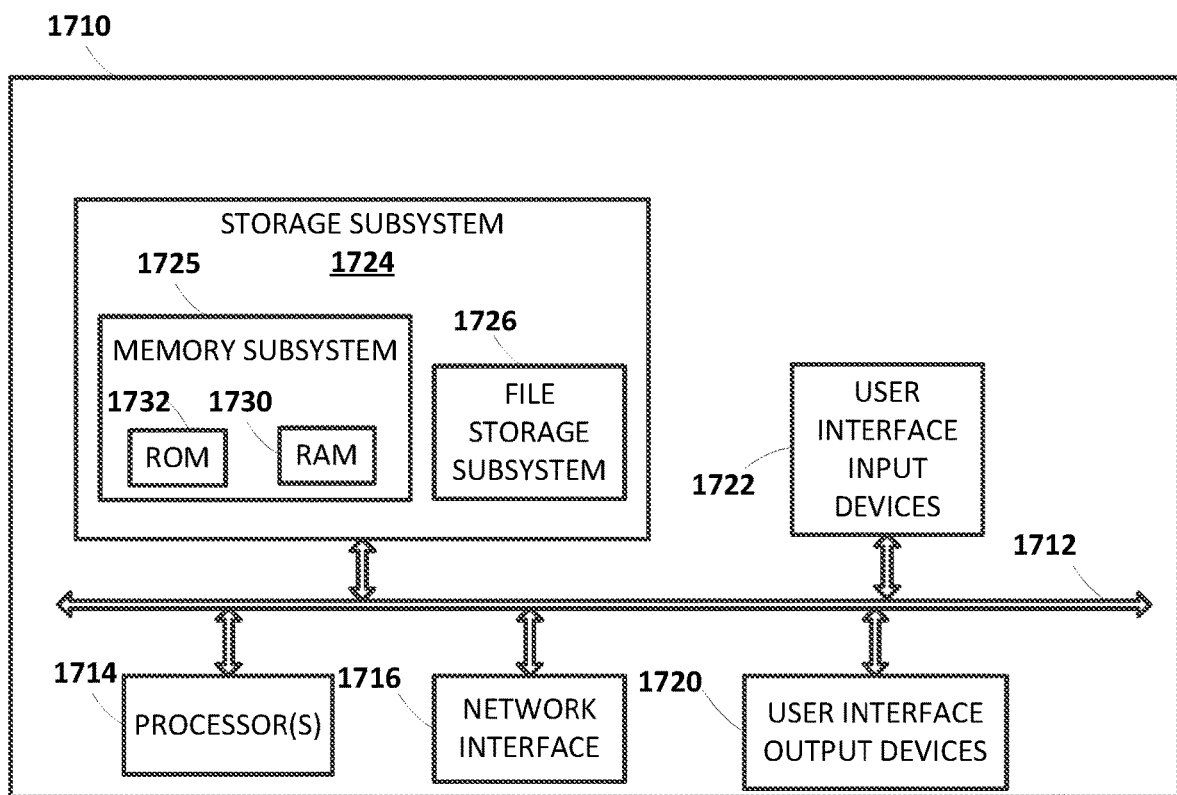 1710
STORAGE SUBSYSTEM
1724
1725
MEMORY SUBSYSTEM
1732
1730
ROM
RAM
1726
FILE
STORAGE
SUBSYSTEM
USER
INTERFACE
INPUT
DEVICES
1722
1712
1714
PROCESSOR(S)
1716
NETWORK
INTERFACE
1720
USER INTERFACE
OUTPUT DEVICES